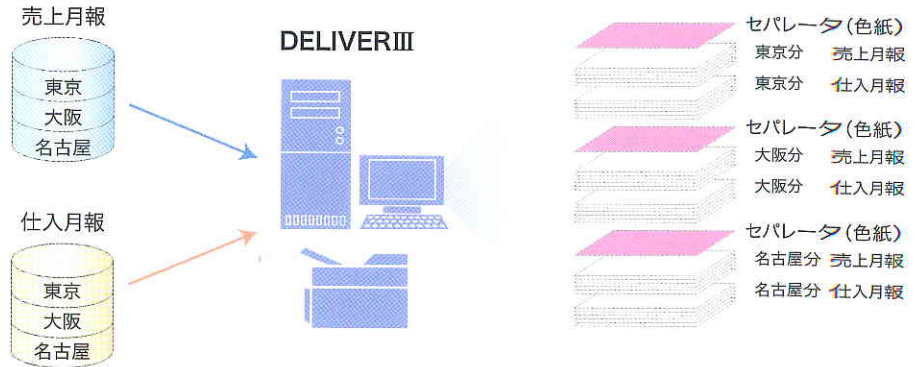 売上月報
東京
大阪
名古屋
仕入月報
東京
大阪
名古屋
DELIVERⅢ
セパレータ(色紙)
東京分 売上月報
東京分 仕入月報
セパレータ(色紙)
大阪分 売上月報
大阪分 仕入月報
セパレータ(色紙)
名古屋分 売上月報
名古屋分 仕入月報